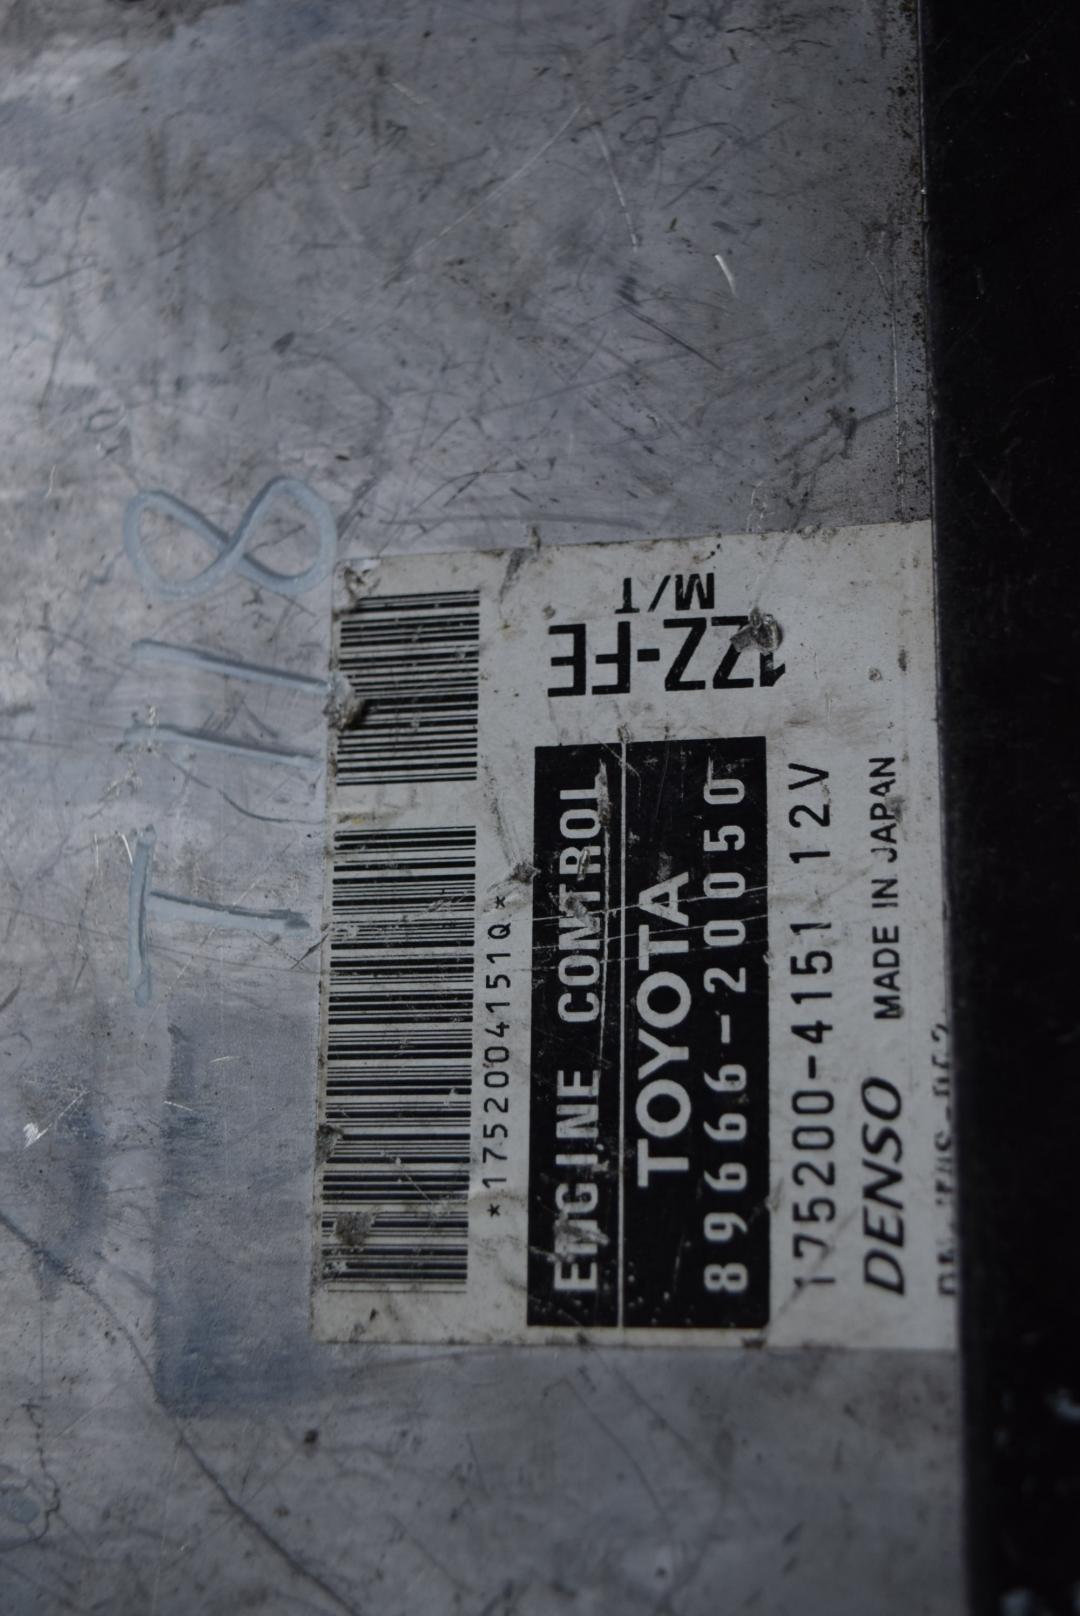 T118
*1752004151Q*
ENGINE CONTROL
TOYOTA
89666-20050
175200-4151 12V
DENSO MADE IN JAPAN
1ZZ-FE
M/T